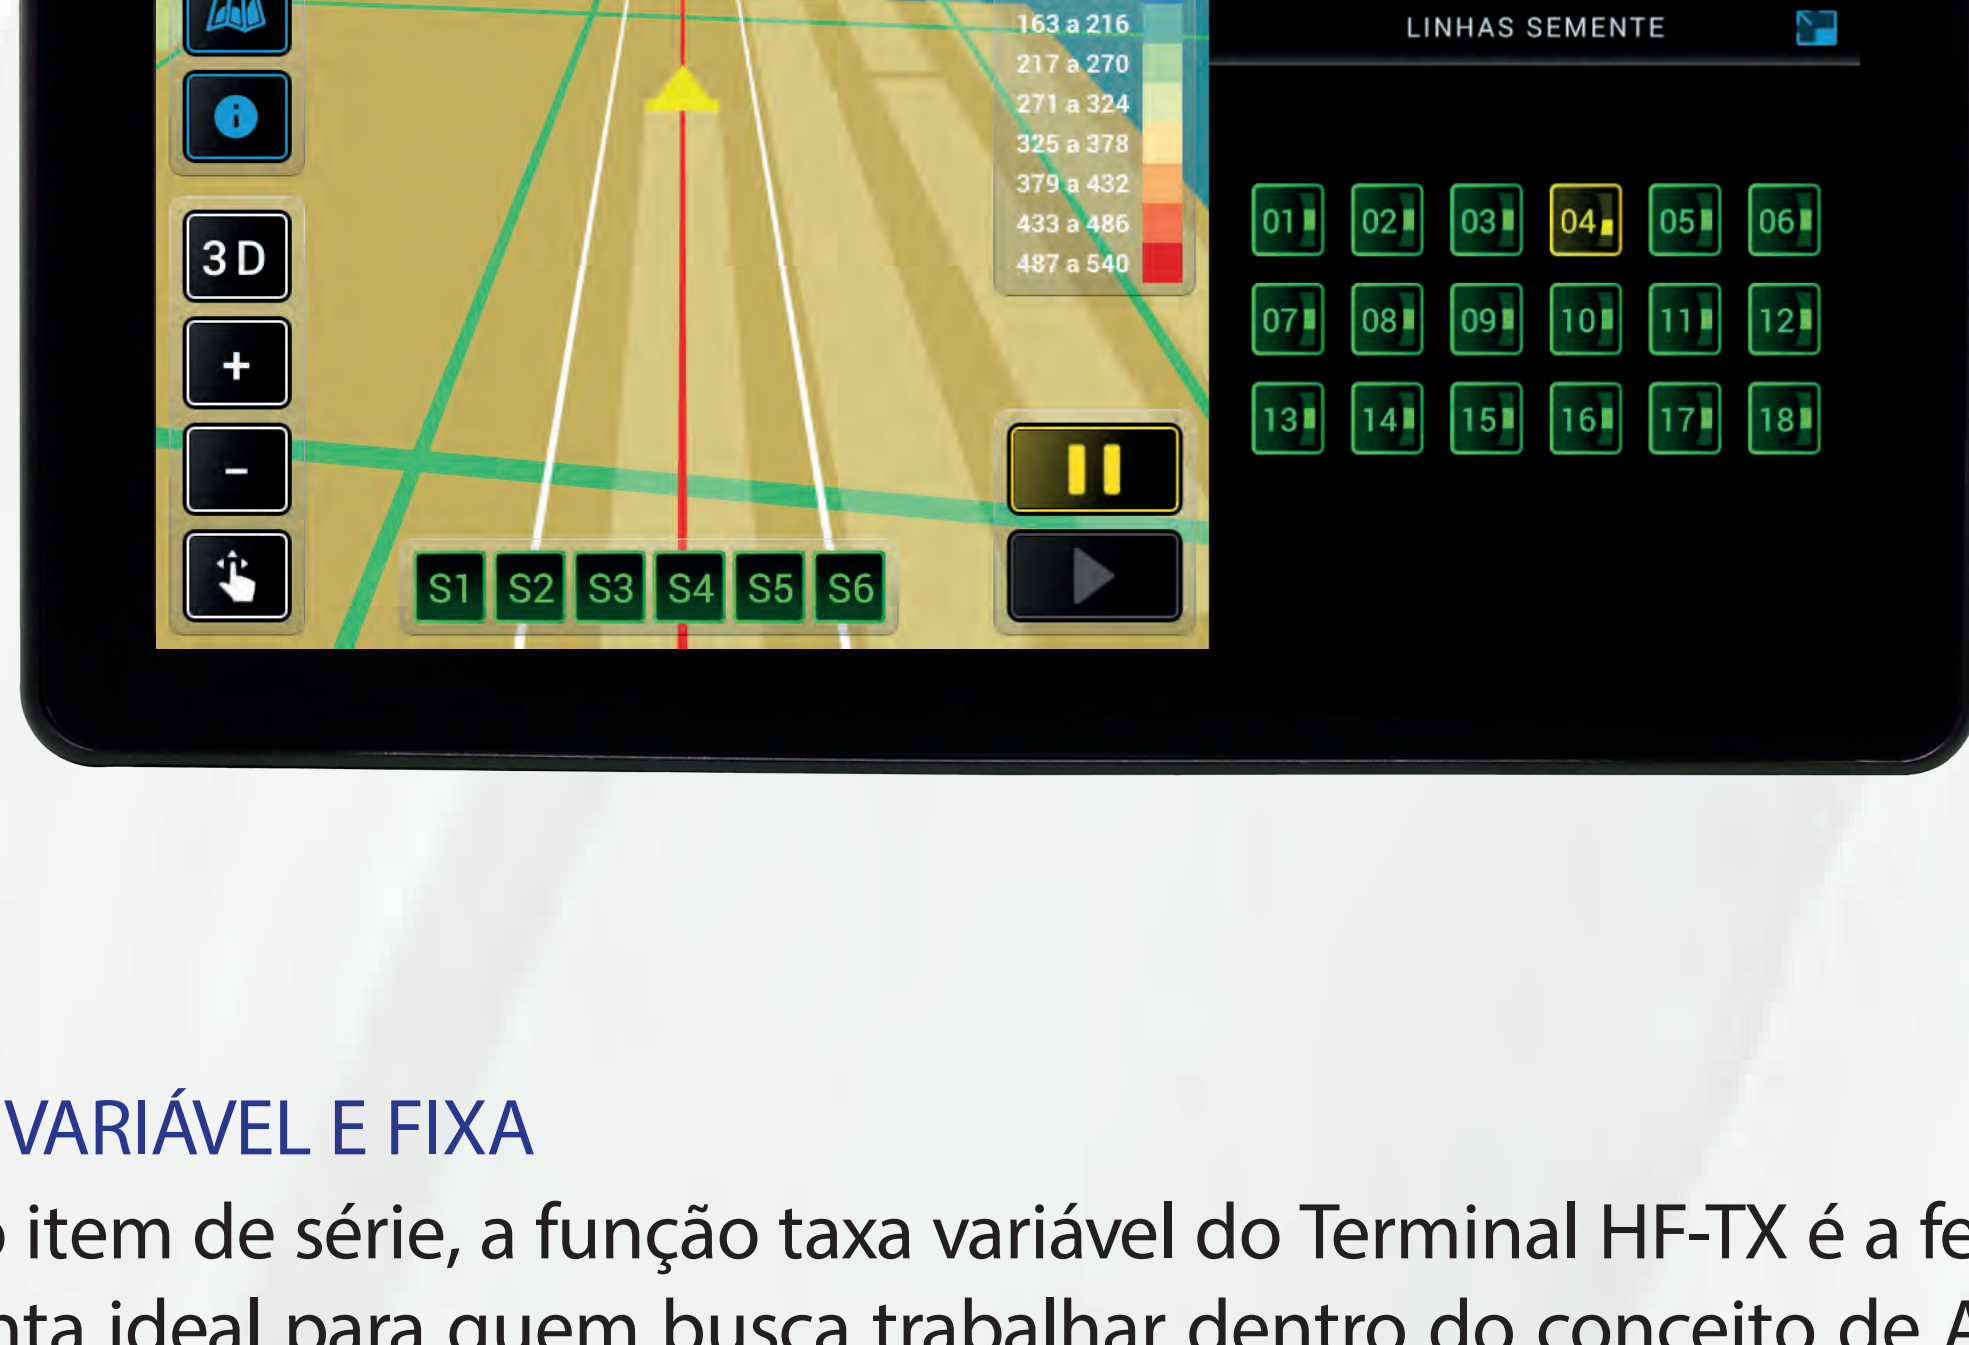 163 a 216
217 a 270
271 a 324
325 a 378
379 a 432
433 a 486
487 a 540
3D
+
-
S1 S2 S3 S4 S5 S6
LINHAS SEMENTE
01 02 03 04 05 06
07 08 09 10 11 12
13 14 15 16 17 18
VARIÁVEL E FIXA
o item de série, a função taxa variável do Terminal HF-TX é a fe
nta ideal para quem busca trabalhar dentro do conceito de A